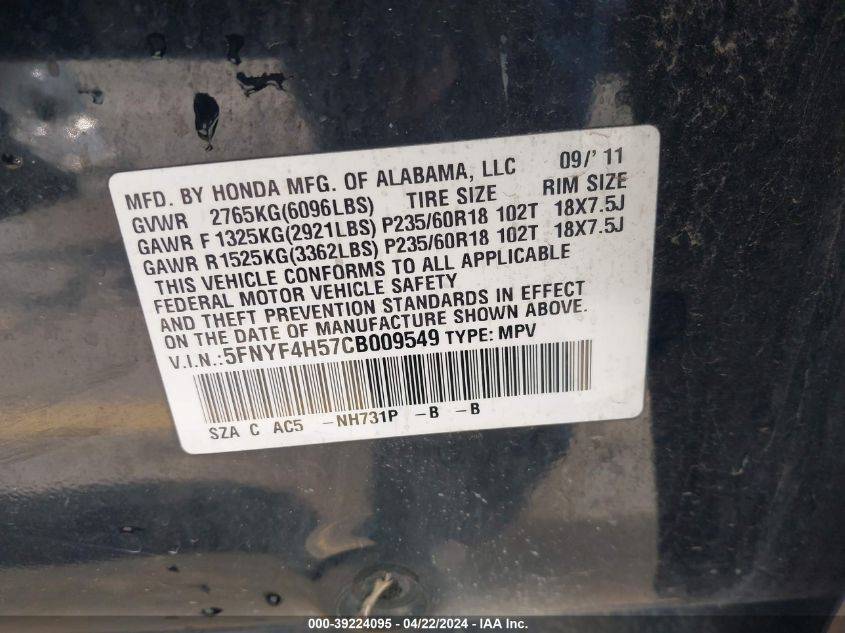 MFD. BY HONDA MFG. OF ALABAMA, LLC 09/'11
GVWR 2765KG(6096LBS) TIRE SIZE RIM SIZE
GAWR F 1325KG(2921LBS) P235/60R18 102T 18X7.5J
GAWR R1525KG(3362LBS) P235/60R18 102T 18X7.5J
THIS VEHICLE CONFORMS TO ALL APPLICABLE
FEDERAL MOTOR VEHICLE SAFETY
AND THEFT PREVENTION STANDARDS IN EFFECT
ON THE DATE OF MANUFACTURE SHOWN ABOVE.
V.I.N.:5FNYF4H57CB009549 TYPE: MPV
SZA C AC5 -NH731P -B -B
000-39224095 - 04/22/2024 - IAA Inc.